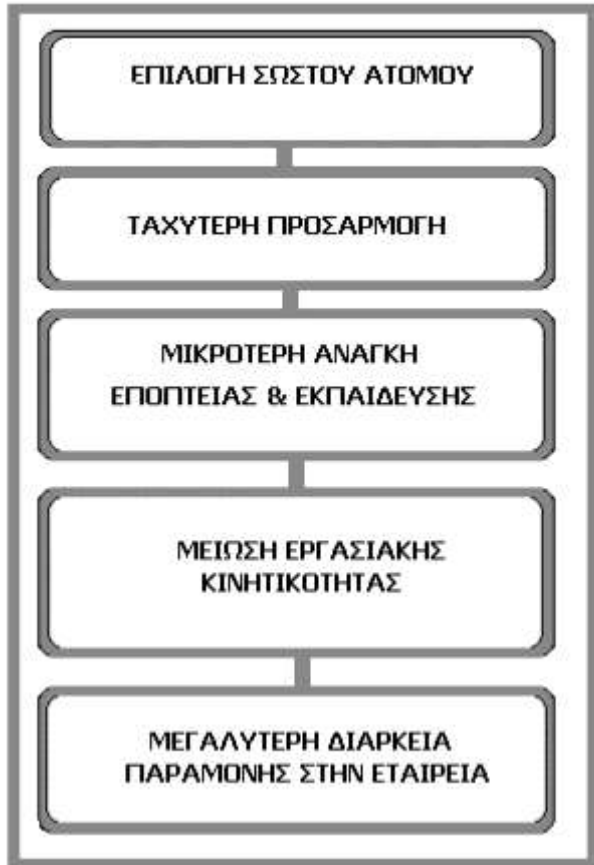 ΕΠΙΛΟΓΗ ΣΩΣΤΟΥ ΑΤΟΜΟΥ
ΤΑΧΥΤΕΡΗ ΠΡΟΣΑΡΜΟΓΗ
ΜΙΚΡΟΤΕΡΗ ΑΝΑΓΚΗ
ΕΠΟΠΤΕΙΑΣ & ΕΚΠΑΙΔΕΥΣΗΣ
ΜΕΙΩΣΗ ΕΡΓΑΣΙΑΚΗΣ
ΚΙΝΗΤΙΚΟΤΗΤΑΣ
ΜΕΓΑΛΥΤΕΡΗ ΔΙΑΡΚΕΙΑ
ΠΑΡΑΜΟΝΗΣ ΣΤΗΝ ΕΤΑΙΡΕΙΑ